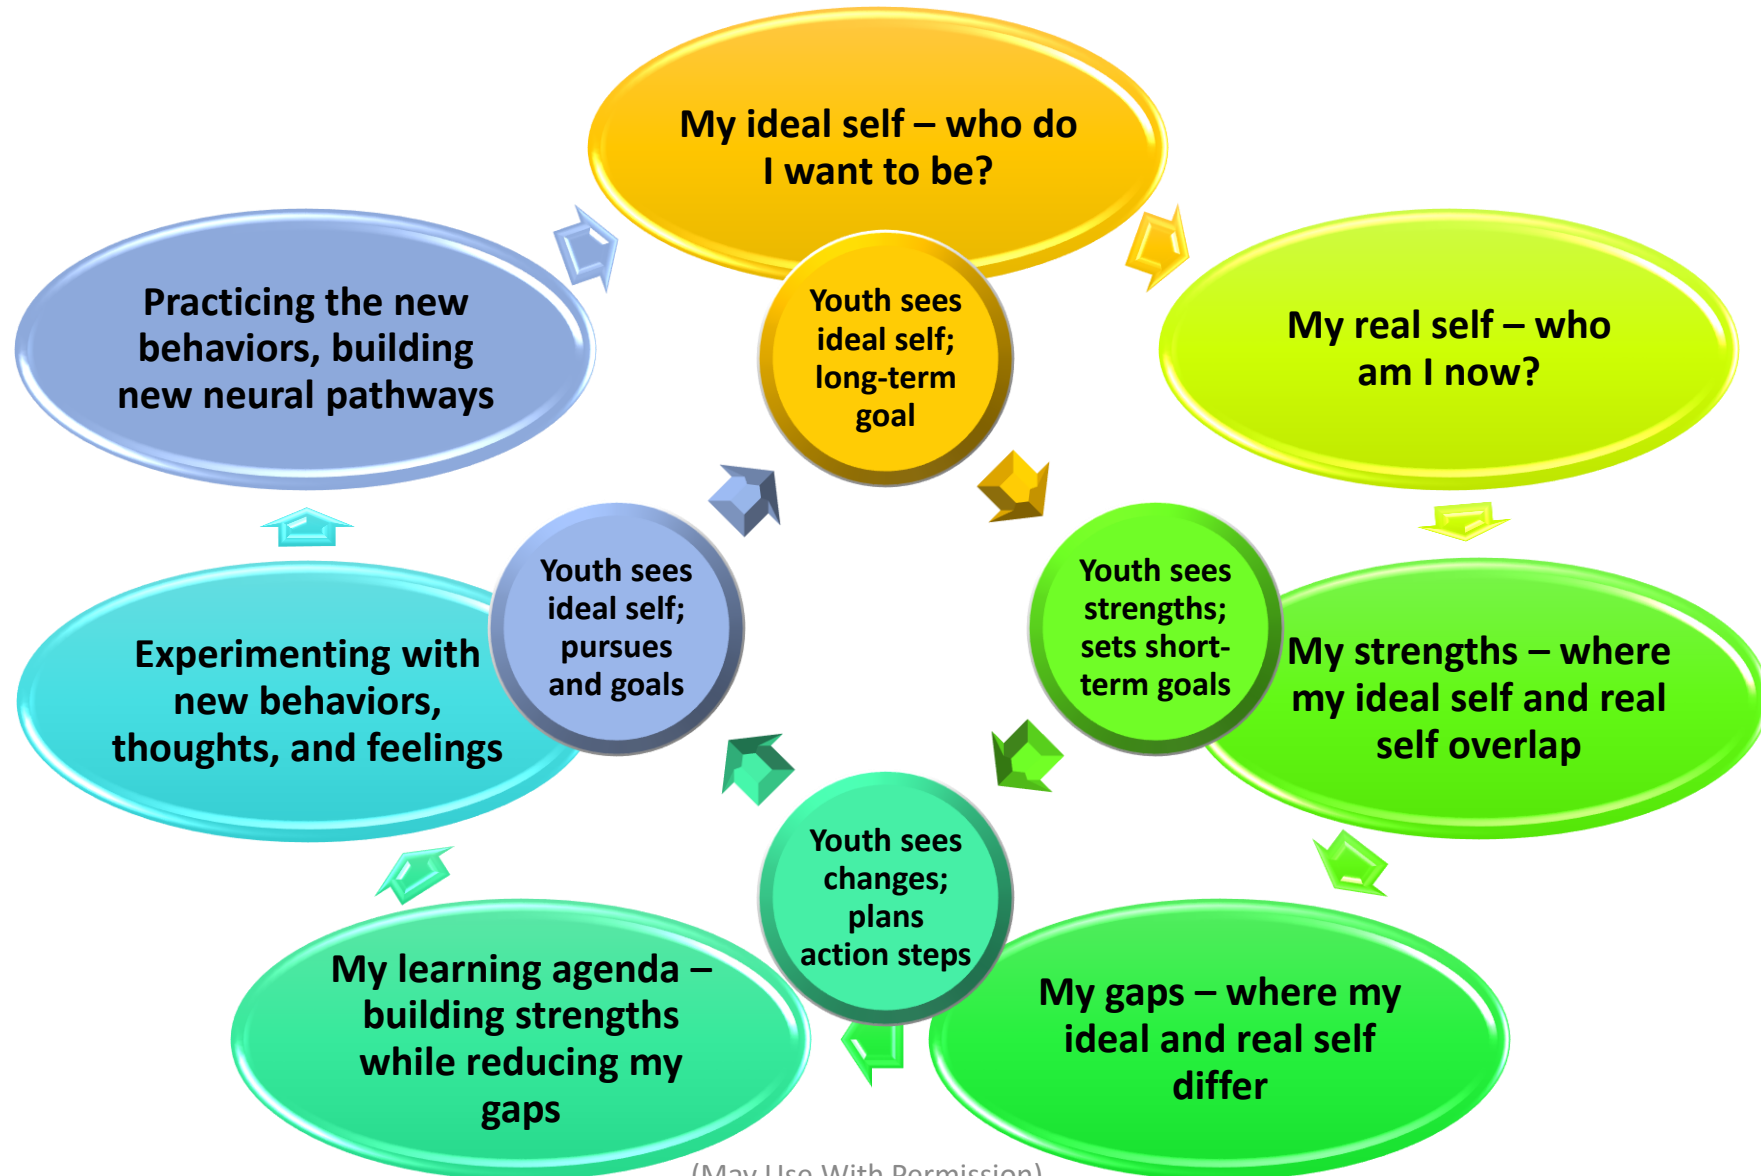 My ideal self – who do
I want to be?
Youth sees
ideal self;
long-term
goal
My real self – who
am I now?
Youth sees
strengths;
sets short-
term goals
My strengths – where
my ideal self and real
self overlap
My gaps – where my
ideal and real self
differ
Youth sees
changes;
plans
action steps
My learning agenda –
building strengths
while reducing my
gaps
Experimenting with
new behaviors,
thoughts, and feelings
Youth sees
ideal self;
pursues
and goals
Practicing the new
behaviors, building
new neural pathways
(May Use With Permission)